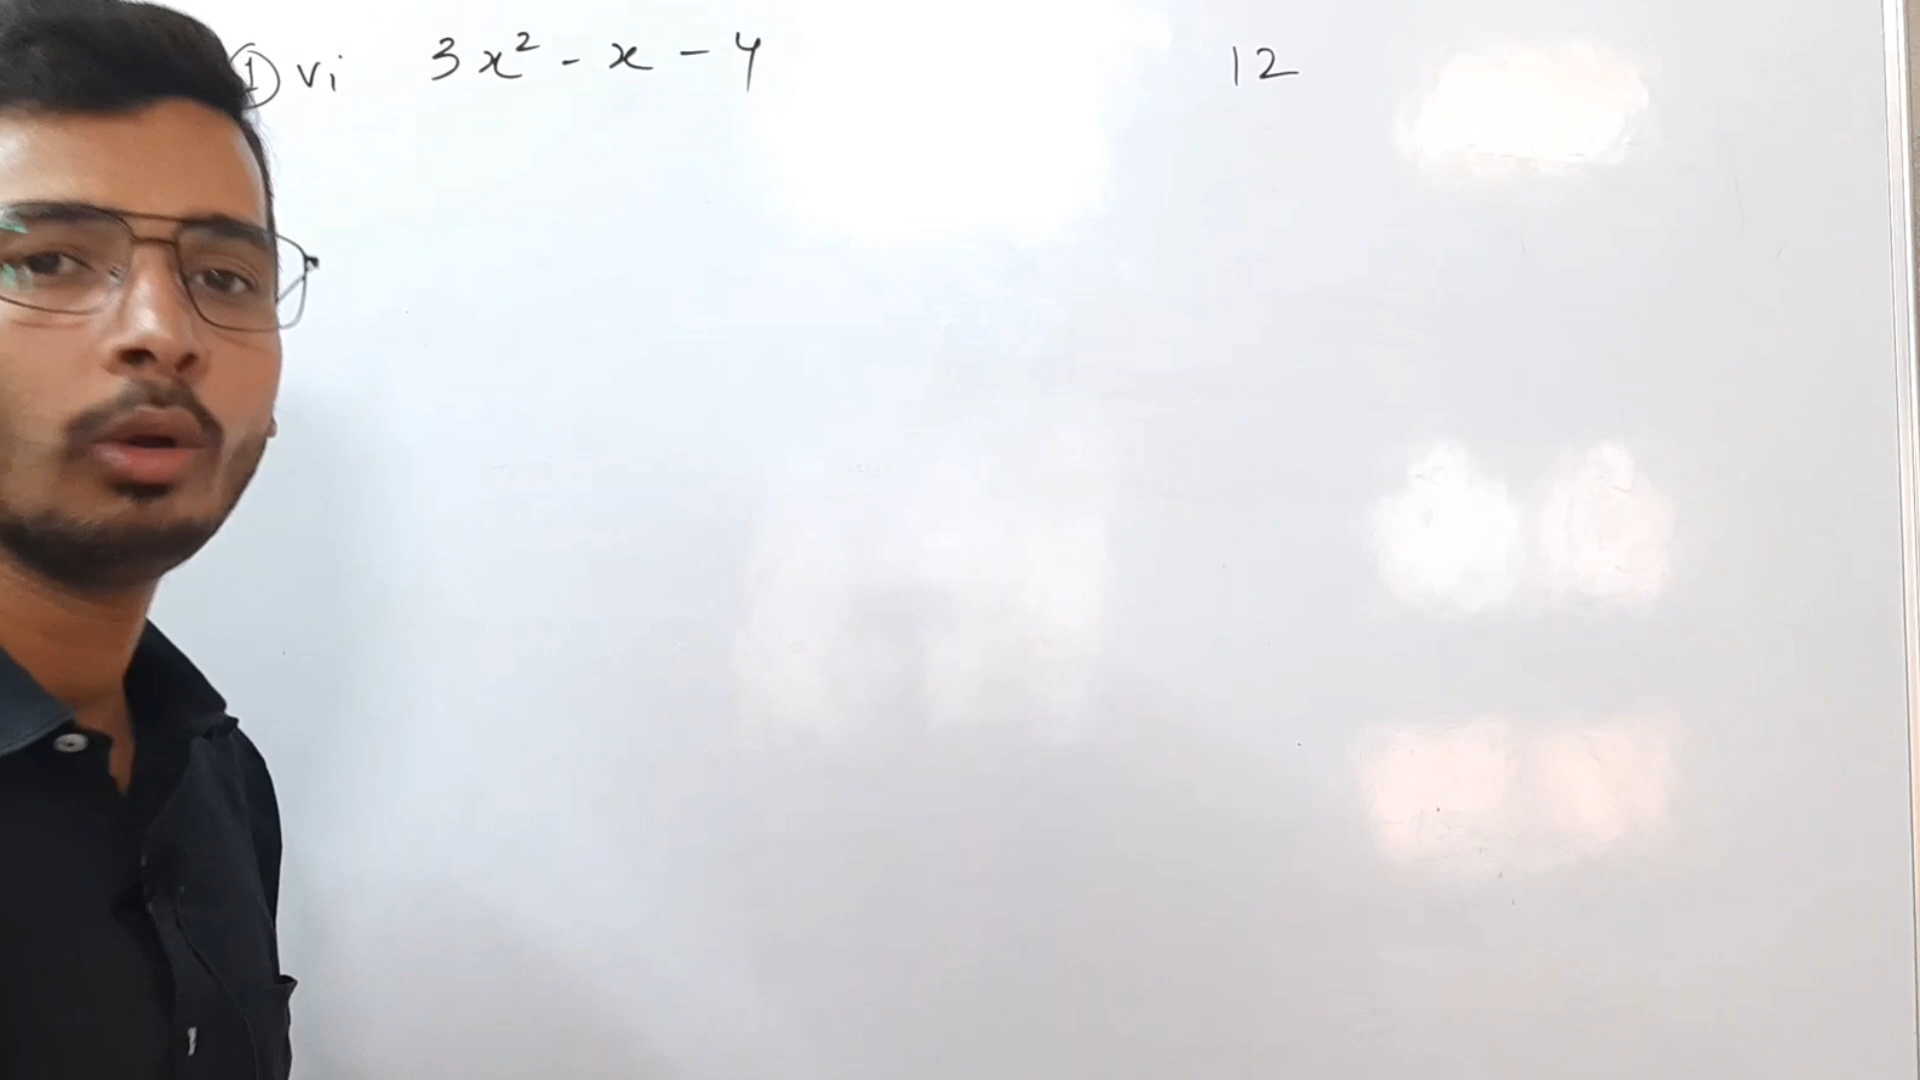 ① vi 3x² - x - 4 12